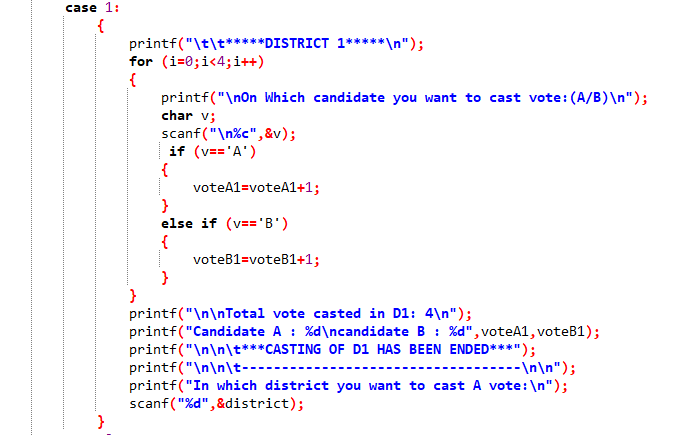 case 1:
{
printf("\t\t*****DISTRICT 1*****\n");
for (i=0;i<4;i++)
{
printf("\nOn Which candidate you want to cast vote:(A/B)\n");
char v;
scanf("\n%c",&v);
if (v=='A')
{
voteA1=voteA1+1;
}
else if (v=='B')
{
voteB1=voteB1+1;
}
}
printf("\n\nTotal vote casted in D1: 4\n");
printf("Candidate A : %d\ncandidate B : %d",voteA1,voteB1);
printf("\n\n\t***CASTING OF D1 HAS BEEN ENDED***");
printf("\n\n\t-----------------------------------\n\n");
printf("In which district you want to cast A vote:\n");
scanf("%d",&district);
}